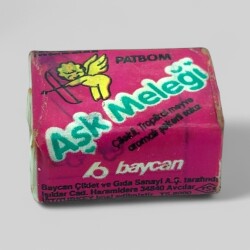 PATBOM
Aşk Meleği
Çilekli, Tropikal meyve
aromalı şekerli sakız
baycan
Baycan Çiklet ve Gıda Sanayi A.Ş. tarafından
Cad. Haramidere 34840 Avcılar